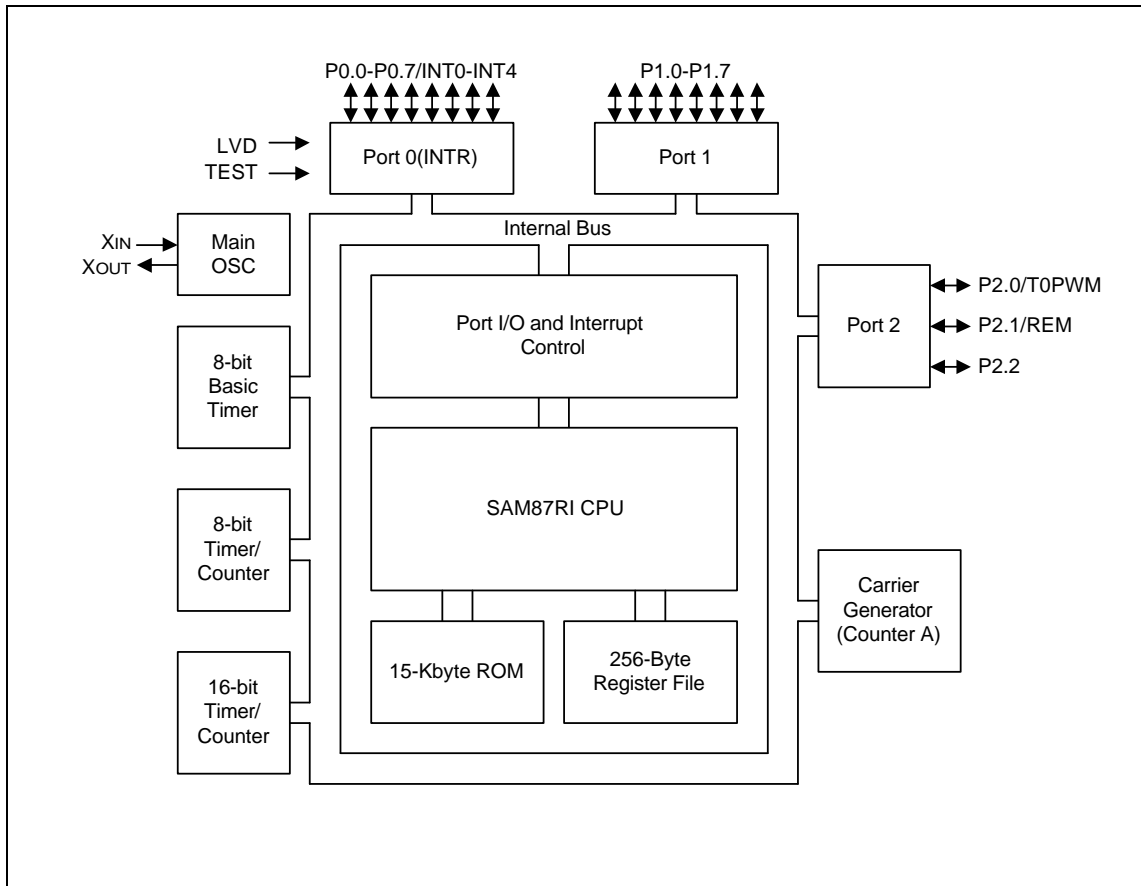 P0.0-P0.7/INT0-INT4
P1.0-P1.7
LVD
TEST
Port 0(INTR)
Port 1
Internal Bus
XIN
XOUT
Main
OSC
Port I/O and Interrupt
Control
Port 2
P2.0/T0PWM
P2.1/REM
P2.2
8-bit
Basic
Timer
SAM87RI CPU
8-bit
Timer/
Counter
Carrier
Generator
(Counter A)
15-Kbyte ROM
256-Byte
Register File
16-bit
Timer/
Counter